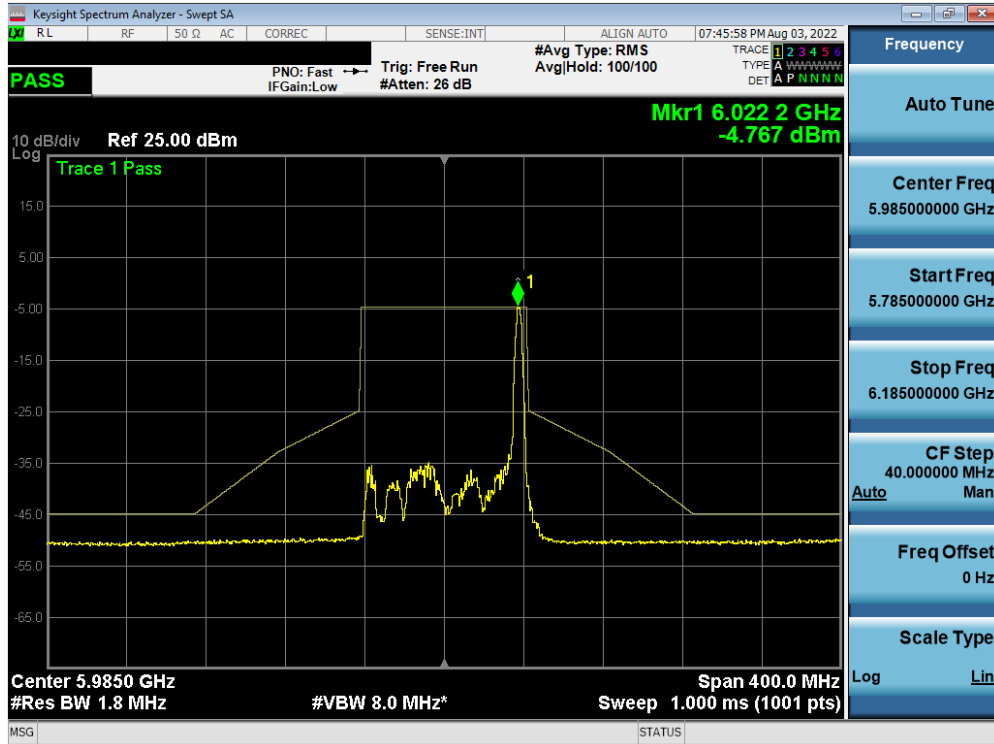 Keysight Spectrum Analyzer - Swept SA
LXI RL RF 50 Ω AC CORREC SENSE:INT ALIGN AUTO 07:45:58 PM Aug 03, 2022
PASS
PNO: Fast
IFGain:Low
Trig: Free Run
#Atten: 26 dB
#Avg Type: RMS
Avg|Hold: 100/100
TRACE 1 2 3 4 5 6
TYPE A WWWWW
DET A P N N N N
Mkr1 6.022 2 GHz
-4.767 dBm
10 dB/div Ref 25.00 dBm
Log
Trace 1 Pass
15.0
5.00
-5.00
-15.0
-25.0
-35.0
-45.0
-55.0
-65.0
1
Center 5.9850 GHz Span 400.0 MHz
#Res BW 1.8 MHz #VBW 8.0 MHz* Sweep 1.000 ms (1001 pts)
MSG STATUS
Frequency
Auto Tune
Center Freq
5.985000000 GHz
Start Freq
5.785000000 GHz
Stop Freq
6.185000000 GHz
CF Step
40.000000 MHz
Auto Man
Freq Offset
0 Hz
Scale Type
Log Lin